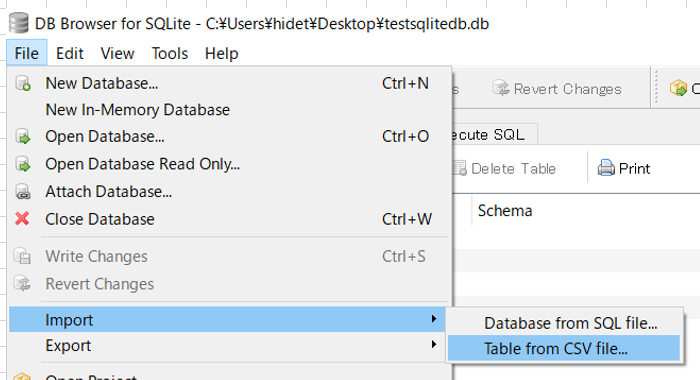 DB Browser for SQLite - C:¥Users¥hidet¥Desktop¥testsqlitedb.db
File Edit View Tools Help
New Database... Ctrl+N
Revert Changes
New In-Memory Database
Open Database... Ctrl+O
SQL
Open Database Read Only...
Delete Table
Print
Attach Database...
Schema
Close Database Ctrl+W
Write Changes Ctrl+S
Revert Changes
Import
Database from SQL file...
Export
Table from CSV file...
Open Project